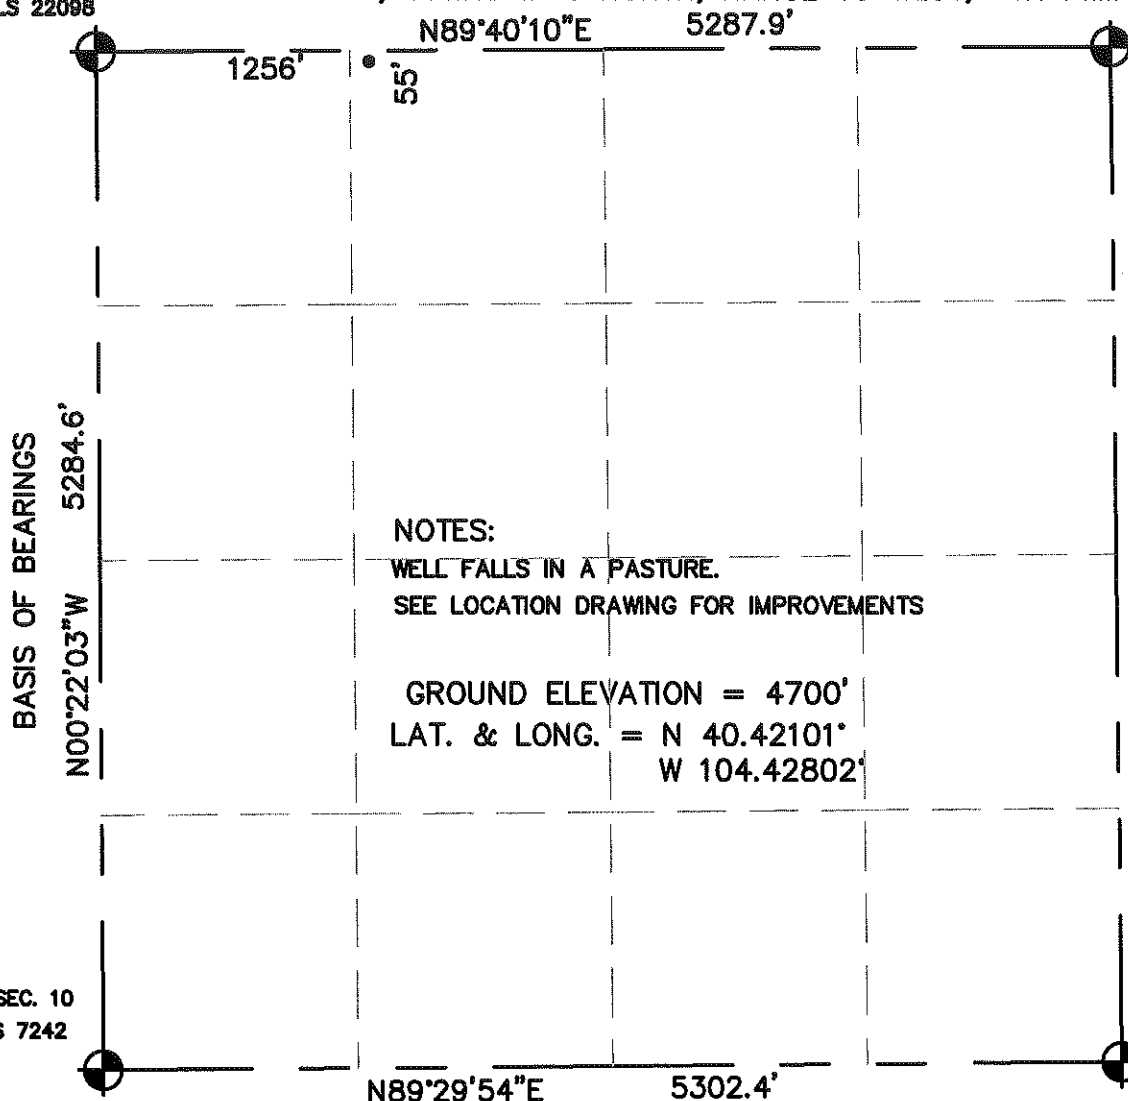 LS 22098
N89°40'10"E 5287.9'
1256'
55'
BASIS OF BEARINGS
N00°22'03"W 5284.6'
NOTES:
WELL FALLS IN A PASTURE.
SEE LOCATION DRAWING FOR IMPROVEMENTS
GROUND ELEVATION = 4700'
LAT. & LONG. = N 40.42101°
W 104.42802°
SEC. 10
S 7242
N89°29'54"E 5302.4'